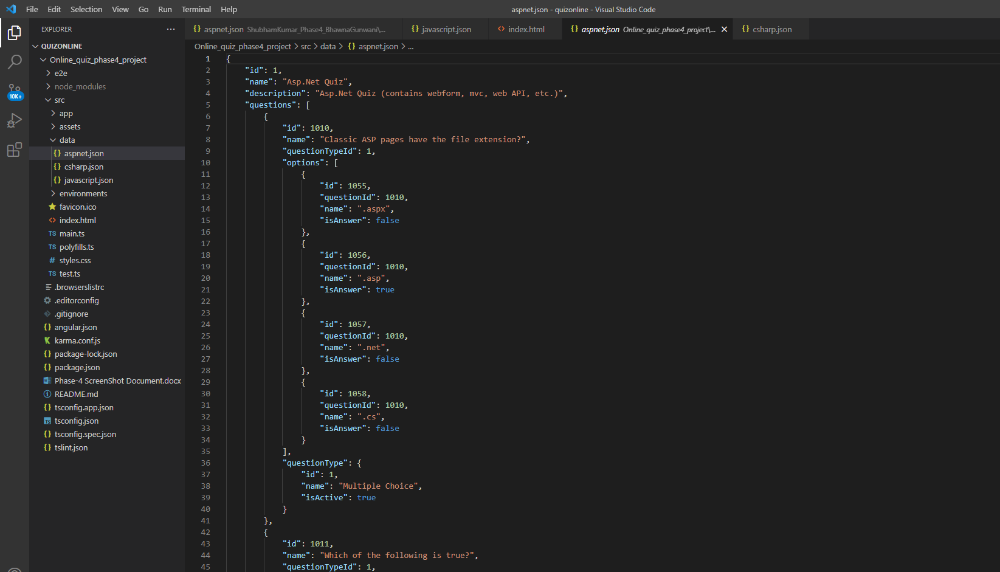 File Edit Selection View Go Run Terminal Help
aspnet.json - quizonline - Visual Studio Code
EXPLORER ...
QUIZONLINE
Online_quiz_phase4_project
e2e
node_modules
src
app
assets
data
aspnet.json
csharp.json
javascript.json
environments
favicon.ico
index.html
TS main.ts
TS polyfills.ts
# styles.css
TS test.ts
.browserslistrc
.editorconfig
.gitignore
{} angular.json
karma.conf.js
{} package-lock.json
{} package.json
Phase-4 ScreenShot Document.docx
README.md
{} tsconfig.app.json
tsconfig.json
{} tsconfig.spec.json
{} tslint.json
10K+
{} aspnet.json ShubhamKumar_Phase4_BhawnaGunwani\... {} javascript.json <> index.html {} aspnet.json Online_quiz_phase4_project\... {} csharp.json
Online_quiz_phase4_project > src > data > {} aspnet.json > ...
1 {
2 "id": 1,
3 "name": "Asp.Net Quiz",
4 "description": "Asp.Net Quiz (contains webform, mvc, web API, etc.)",
5 "questions": [
6 {
7 "id": 1010,
8 "name": "Classic ASP pages have the file extension?",
9 "questionTypeId": 1,
10 "options": [
11 {
12 "id": 1055,
13 "questionId": 1010,
14 "name": ".aspx",
15 "isAnswer": false
16 },
17 {
18 "id": 1056,
19 "questionId": 1010,
20 "name": ".asp",
21 "isAnswer": true
22 },
23 {
24 "id": 1057,
25 "questionId": 1010,
26 "name": ".net",
27 "isAnswer": false
28 },
29 {
30 "id": 1058,
31 "questionId": 1010,
32 "name": ".cs",
33 "isAnswer": false
34 }
35 ],
36 "questionType": {
37 "id": 1,
38 "name": "Multiple Choice",
39 "isActive": true
40 }
41 },
42 {
43 "id": 1011,
44 "name": "Which of the following is true?",
45 "questionTypeId": 1,